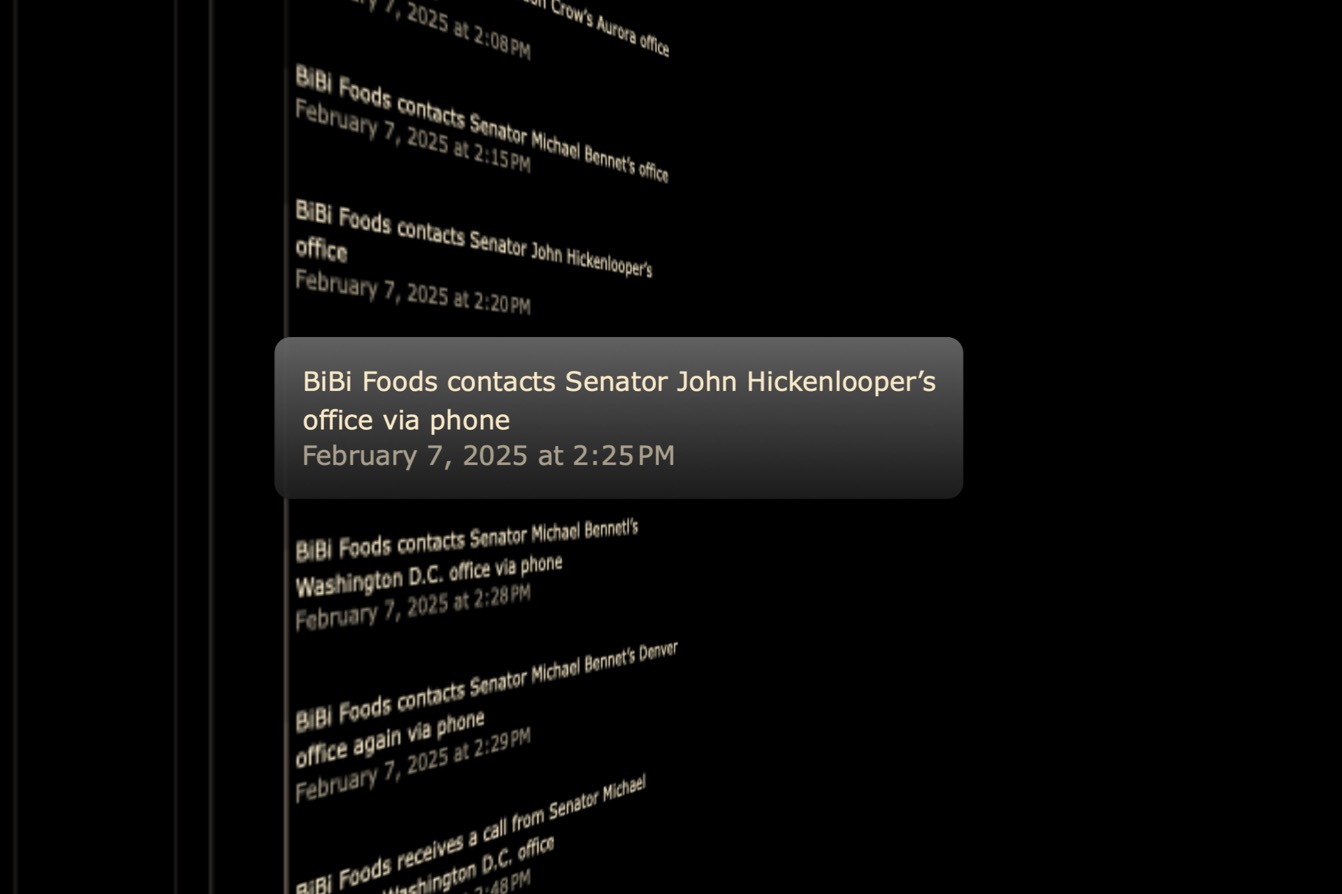 Crow’s Aurora office
7, 2025 at 2:08 PM
BiBi Foods contacts Senator Michael Bennet’s office
February 7, 2025 at 2:15 PM
BiBi Foods contacts Senator John Hickenlooper’s
office
February 7, 2025 at 2:20 PM
BiBi Foods contacts Senator John Hickenlooper’s
office via phone
February 7, 2025 at 2:25 PM
BiBi Foods contacts Senator Michael Bennetl’s
Washington D.C. office via phone
February 7, 2025 at 2:28 PM
BiBi Foods contacts Senator Michael Bennet’s Denver
office again via phone
February 7, 2025 at 2:29 PM
BiBi Foods receives a call from Senator Michael
Washington D.C. office
2:48 PM